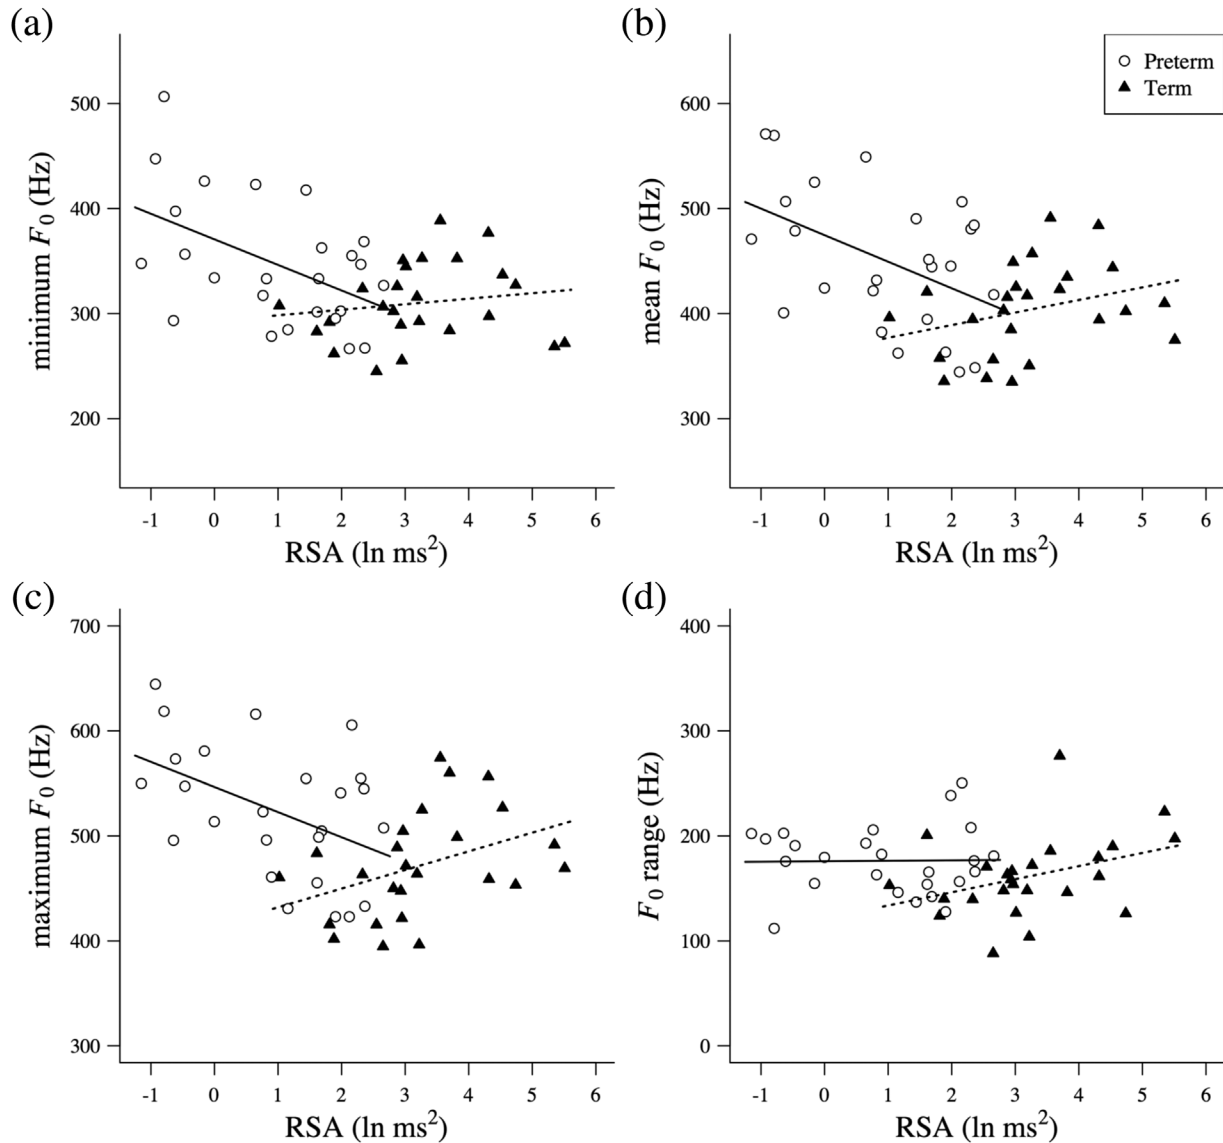 (a)
500
400
300
200
minimum F0 (Hz)
-1 0 1 2 3 4 5 6
RSA (ln ms²)
(b)
Preterm
Term
600
500
400
300
mean F0 (Hz)
-1 0 1 2 3 4 5 6
RSA (ln ms²)
(c)
700
600
500
400
300
maximum F0 (Hz)
-1 0 1 2 3 4 5 6
RSA (ln ms²)
(d)
400
300
200
100
0
F0 range (Hz)
-1 0 1 2 3 4 5 6
RSA (ln ms²)